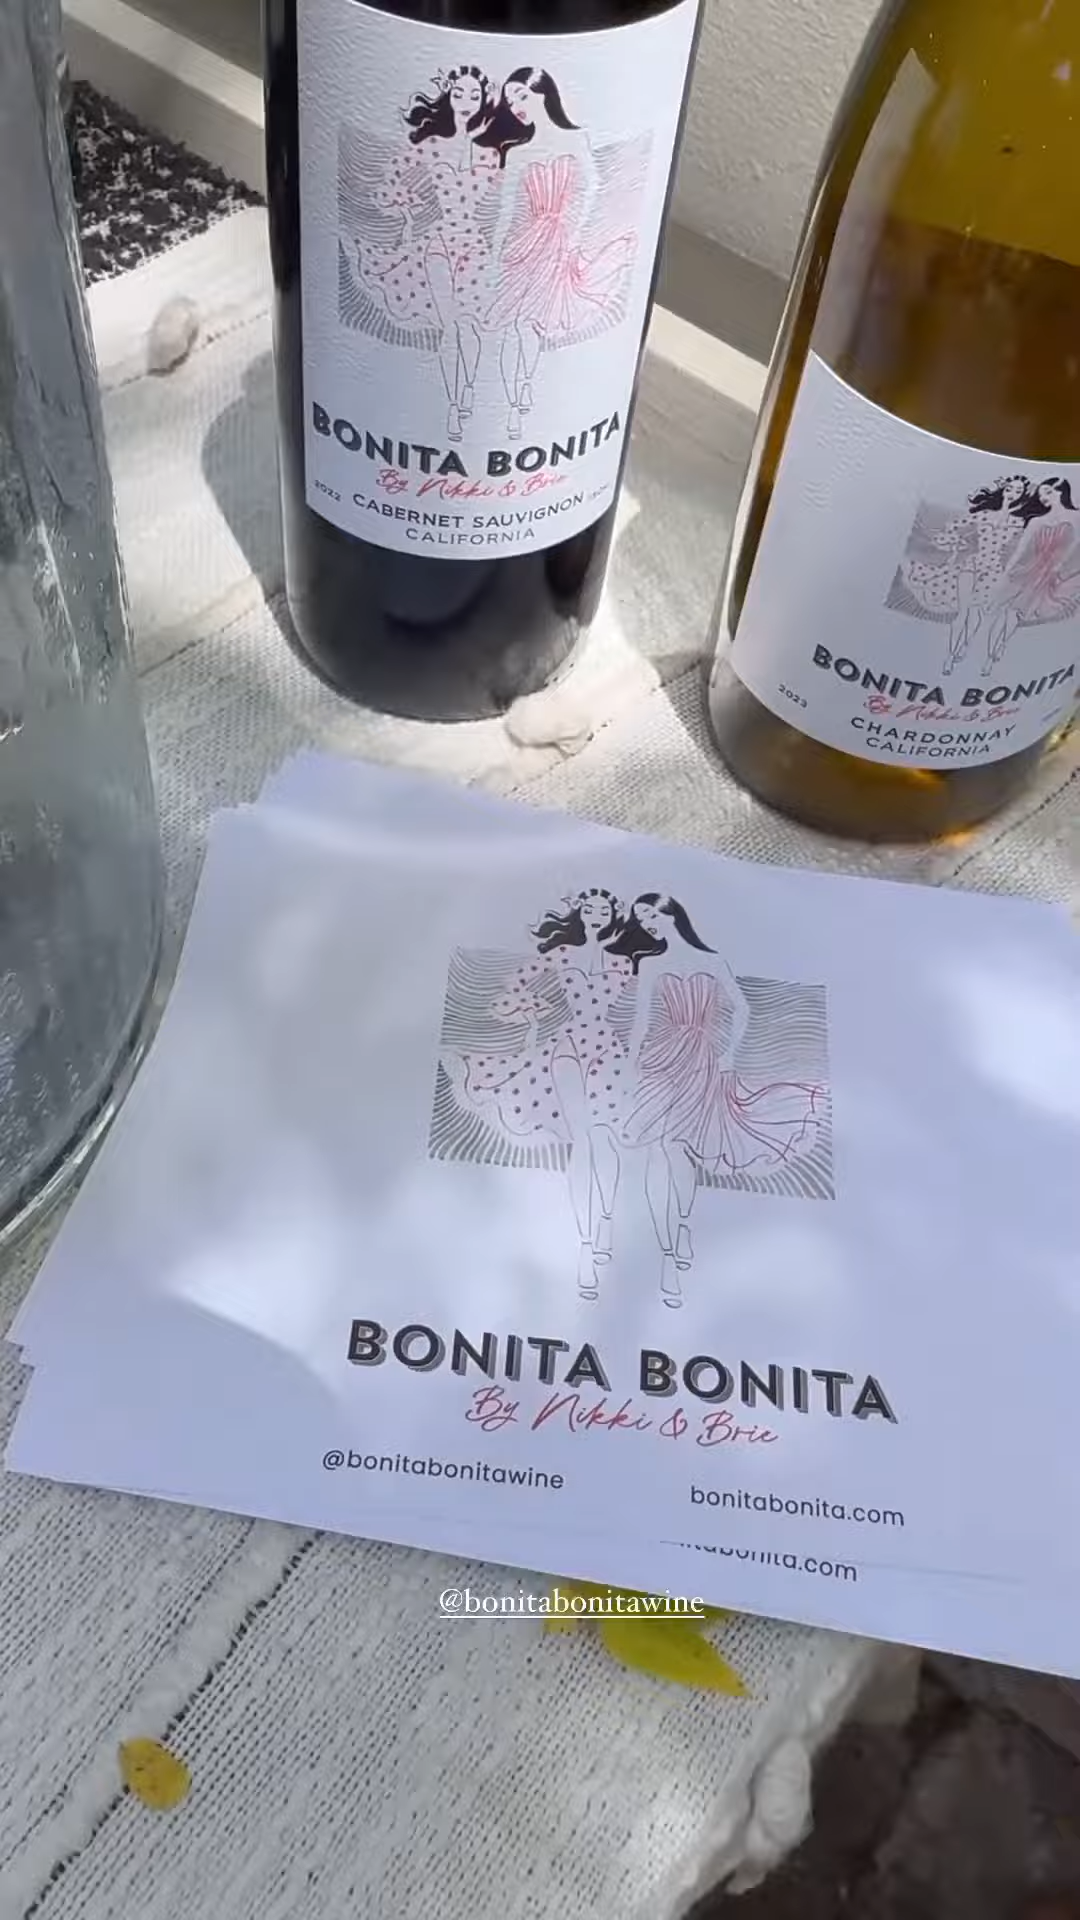 BONITA BONITA
By Nikki & Brie
2022 CABERNET SAUVIGNON
CALIFORNIA
BONITA BONITA
By Nikki & Brie
2023
CHARDONNAY
CALIFORNIA
BONITA BONITA
By Nikki & Brie
@bonitabonitawine
bonitabonita.com
.com
@bonitabonitawine